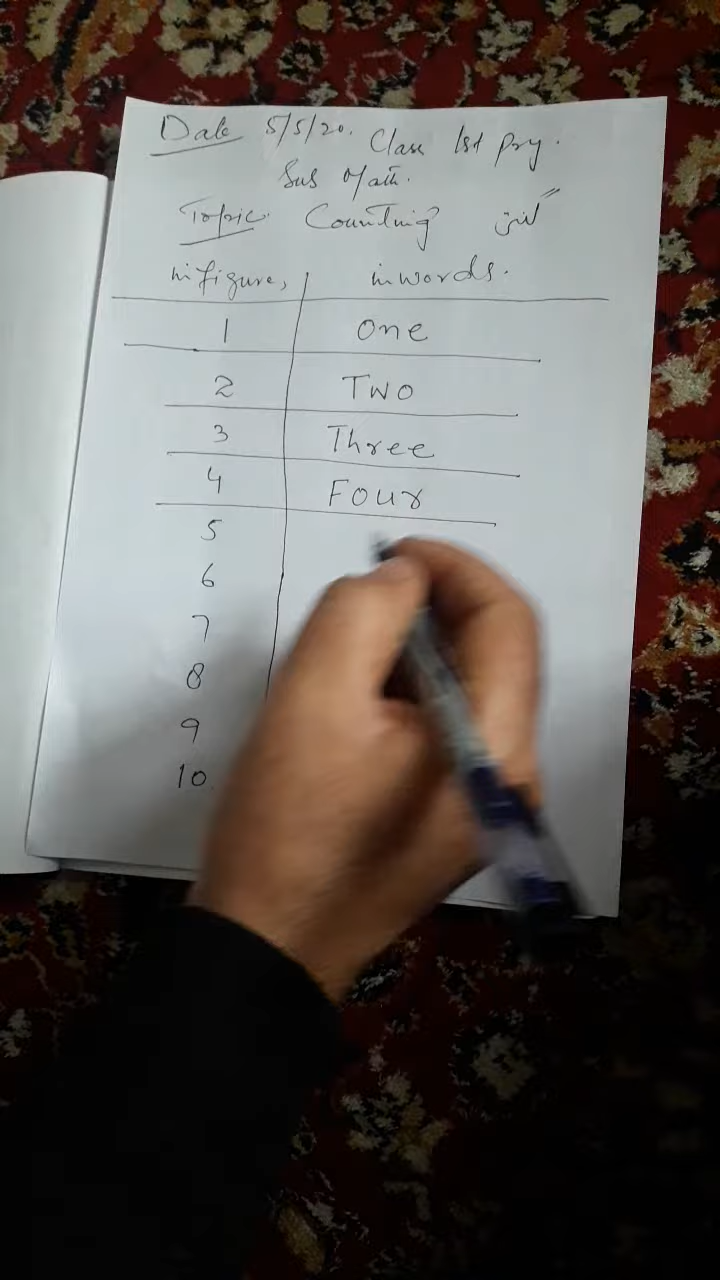 Date 5/5/20. Class 1st pry.
Sub Math.
Topic. Counting گنتی
in figure, in words.
1 One
2 Two
3 Three
4 Four
5
6
7
8
9
10.